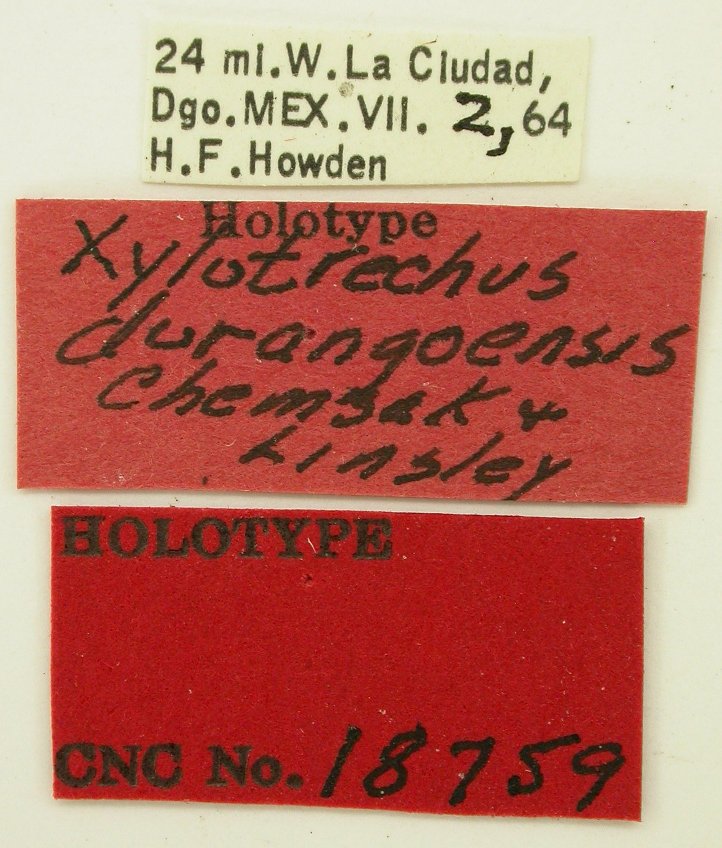 24 mi.W.La Ciudad,
Dgo.MEX.VII. 2,64
H.F.Howden
Holotype
Xylotrechus
durangoensis
Chemsak &
Linsley
HOLOTYPE
CNC No. 18759